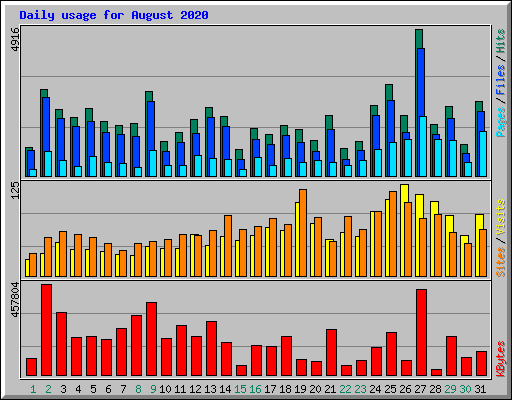 Daily usage for August 2020
4916
Pages / Files / Hits
125
Sites / Visits
457804
KBytes
1 2 3 4 5 6 7 8 9 10 11 12 13 14 15 16 17 18 19 20 21 22 23 24 25 26 27 28 29 30 31